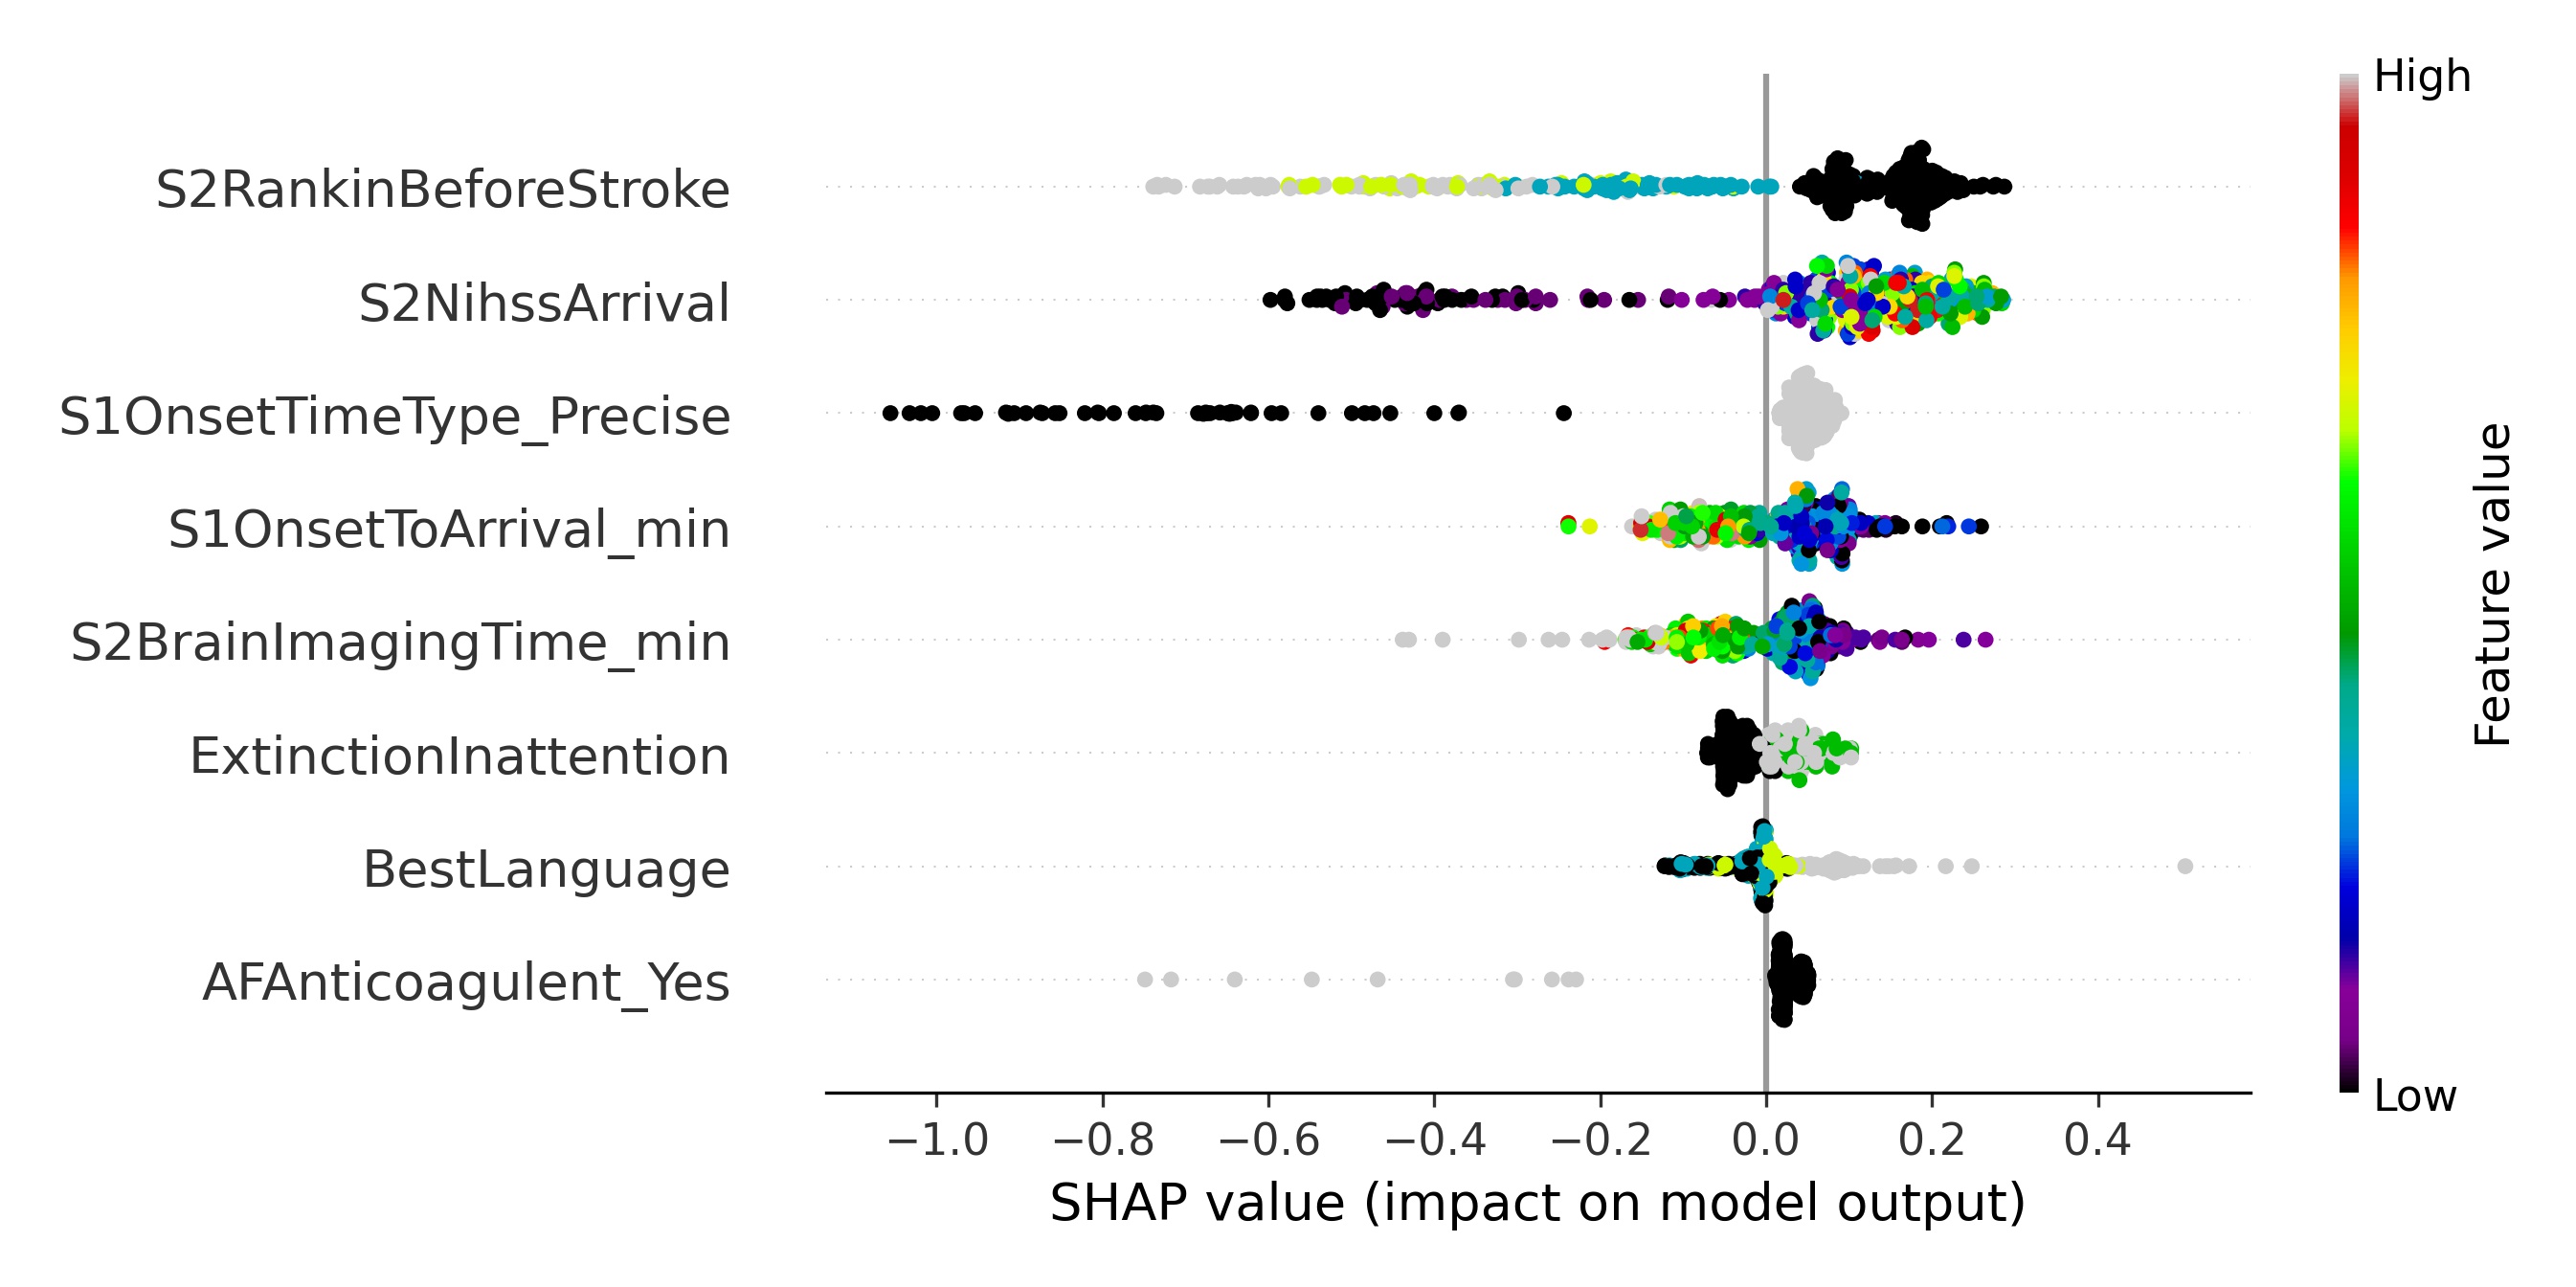 High
S2RankinBeforeStroke
S2NihssArrival
S1OnsetTimeType_Precise
S1OnsetToArrival_min
S2BrainImagingTime_min
ExtinctionInattention
BestLanguage
AFAnticoagulent_Yes
Feature value
Low
−1.0 −0.8 −0.6 −0.4 −0.2 0.0 0.2 0.4
SHAP value (impact on model output)